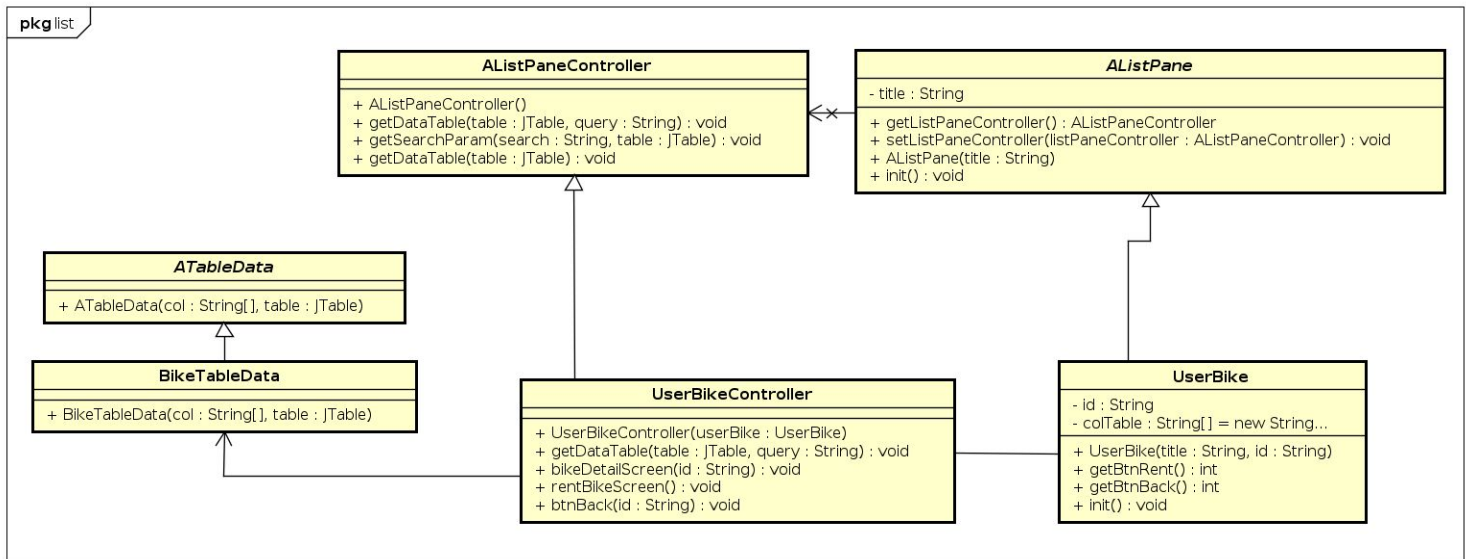 pkg list
AListPaneController
+ AListPaneController()
+ getDataTable(table : JTable, query : String) : void
+ getSearchParam(search : String, table : JTable) : void
+ getDataTable(table : JTable) : void
AListPane
- title : String
+ getListPaneController() : AListPaneController
+ setListPaneController(listPaneController : AListPaneController) : void
+ AListPane(title : String)
+ init() : void
ATableData
+ ATableData(col : String[], table : JTable)
BikeTableData
+ BikeTableData(col : String[], table : JTable)
UserBikeController
+ UserBikeController(userBike : UserBike)
+ getDataTable(table : JTable, query : String) : void
+ bikeDetailScreen(id : String) : void
+ rentBikeScreen() : void
+ btnBack(id : String) : void
UserBike
- id : String
- colTable : String[] = new String...
+ UserBike(title : String, id : String)
+ getBtnRent() : int
+ getBtnBack() : int
+ init() : void